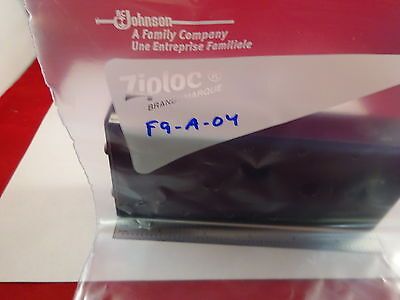 SC Johnson
A Family Company
Une Entreprise Familiale
Ziploc ®
BRAND MARQUE
F9-A-04